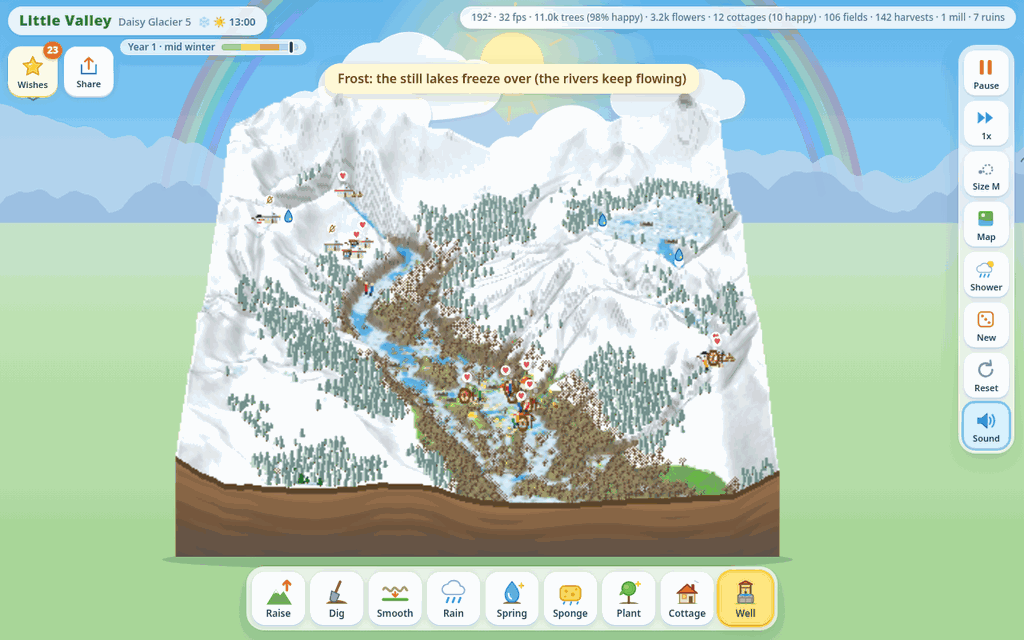 Little Valley Daisy Glacier 5 13:00
192² · 32 fps · 11.0k trees (98% happy) · 3.2k flowers · 12 cottages (10 happy) · 106 fields · 142 harvests · 1 mill · 7 ruins
Year 1 · mid winter
23
Wishes
Share
Frost: the still lakes freeze over (the rivers keep flowing)
Pause
1x
Size M
Map
Shower
New
Reset
Sound
Raise
Dig
Smooth
Rain
Spring
Sponge
Plant
Cottage
Well